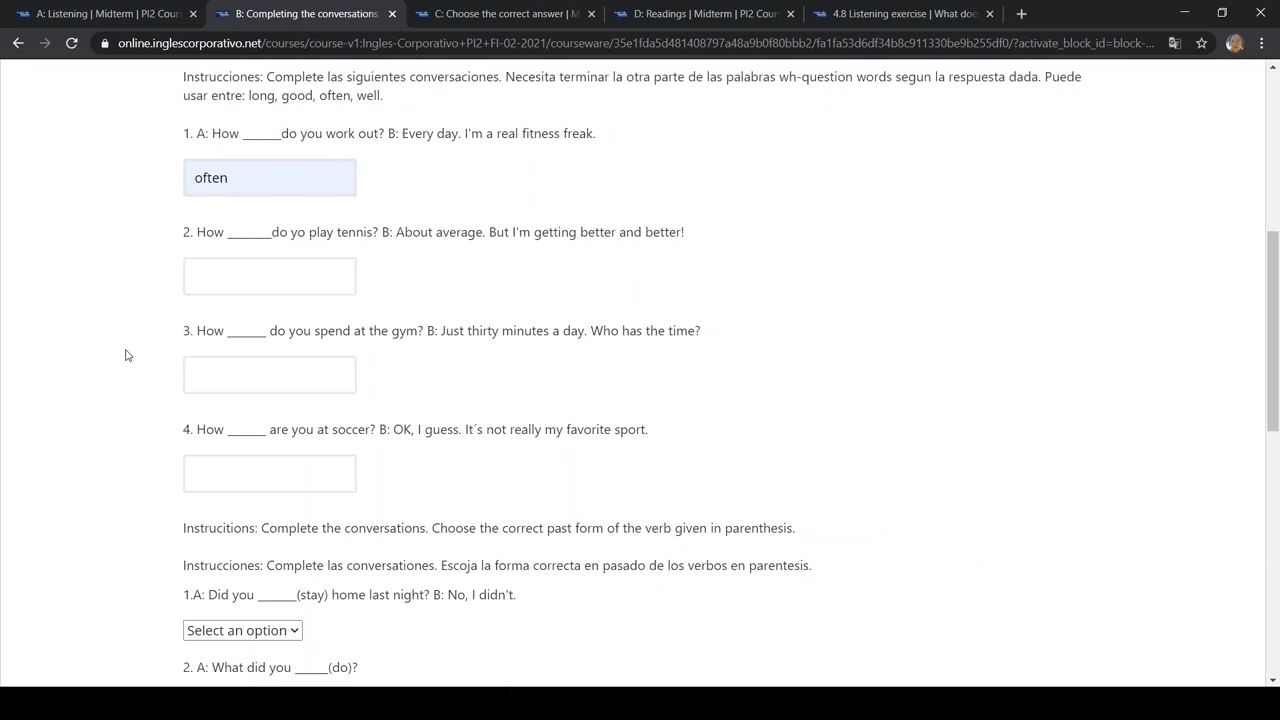 A: Listening | Midterm | PI2 Cour
B: Completing the conversations
C: Choose the correct answer | M
D: Readings | Midterm | PI2 Cour
4.8 Listening exercise | What doe
online.inglescorporativo.net/courses/course-v1:Ingles-Corporativo+PI2+FI-02-2021/courseware/35e1fda5d481408797a48a9b0f80bbb2/fa1fa53d6df34b8c911330be9b255df0/?activate_block_id=block-...
Instrucciones: Complete las siguientes conversaciones. Necesita terminar la otra parte de las palabras wh-question words segun la respuesta dada. Puede
usar entre: long, good, often, well.
1. A: How ______do you work out? B: Every day. I'm a real fitness freak.
often
2. How _______do yo play tennis? B: About average. But I'm getting better and better!
3. How ______ do you spend at the gym? B: Just thirty minutes a day. Who has the time?
4. How ______ are you at soccer? B: OK, I guess. It´s not really my favorite sport.
Instrucitions: Complete the conversations. Choose the correct past form of the verb given in parenthesis.
Instrucciones: Complete las conversationes. Escoja la forma correcta en pasado de los verbos en parentesis.
1.A: Did you ______(stay) home last night? B: No, I didn't.
Select an option
2. A: What did you _____(do)?